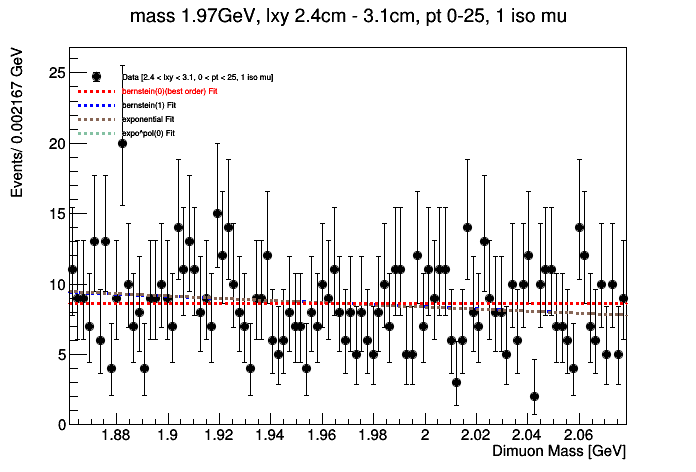 mass 1.97GeV, lxy 2.4cm - 3.1cm, pt 0-25, 1 iso mu
Events/ 0.002167 GeV
25
20
15
10
5
0
Data [2.4 < lxy < 3.1, 0 < pt < 25, 1 iso mu]
bernstein(0)(best order) Fit
bernstein(1) Fit
exponential Fit
expo^pol(0) Fit
1.88 1.9 1.92 1.94 1.96 1.98 2 2.02 2.04 2.06
Dimuon Mass [GeV]